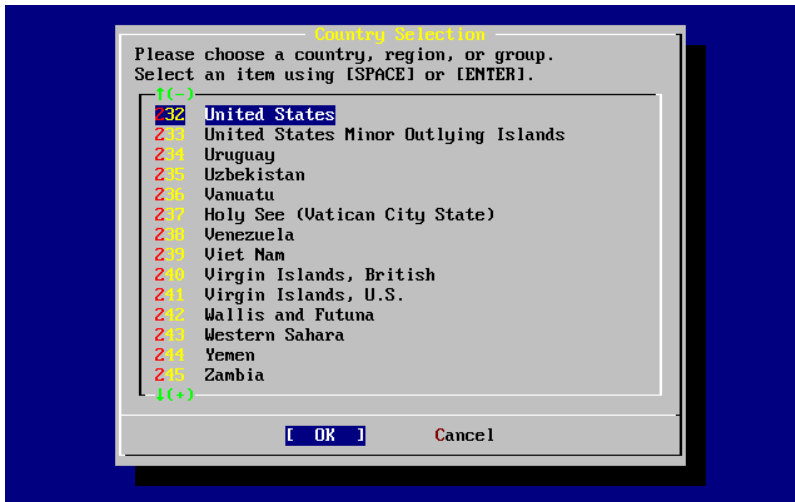 Country Selection
Please choose a country, region, or group.
Select an item using [SPACE] or [ENTER].
↑(-)
232 United States
233 United States Minor Outlying Islands
234 Uruguay
235 Uzbekistan
236 Vanuatu
237 Holy See (Vatican City State)
238 Venezuela
239 Viet Nam
240 Virgin Islands, British
241 Virgin Islands, U.S.
242 Wallis and Futuna
243 Western Sahara
244 Yemen
245 Zambia
↓(+)
[ OK ] Cancel